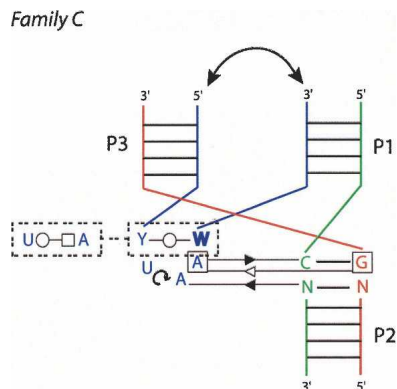 Family C
3' 5' 3' 5'
P3 P1
U A Y W
U A C G
A N N
P2
3' 5'